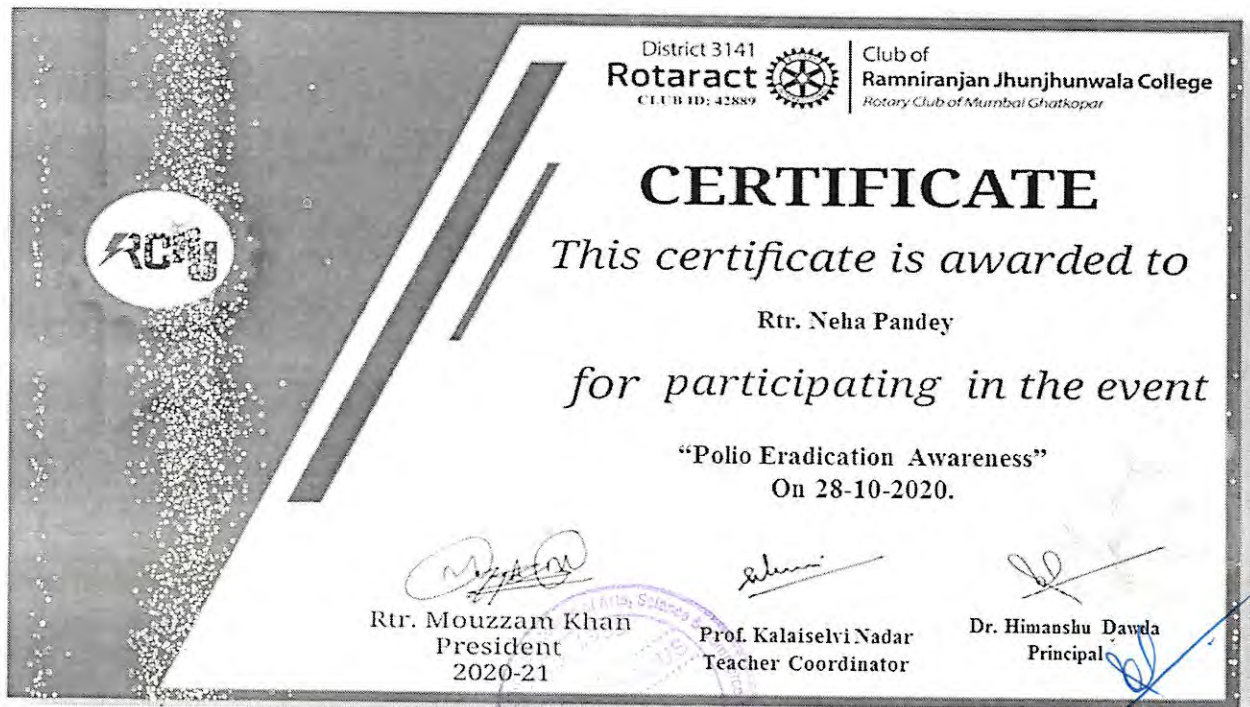 District 3141
Rotaract
CLUB ID: 42889
Club of
Ramniranjan Jhunjhunwala College
Rotary Club of Mumbai Ghatkopar
CERTIFICATE
This certificate is awarded to
Rtr. Neha Pandey
for participating in the event
“Polio Eradication Awareness”
On 28-10-2020.
Rtr. Mouzzam Khan
President
2020-21
Prof. Kalaiselvi Nadar
Teacher Coordinator
Dr. Himanshu Dawda
Principal
Arts, Science &